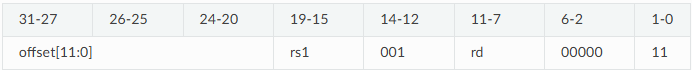 31-27 26-25 24-20 19-15 14-12 11-7 6-2 1-0
offset[11:0] rs1 001 rd 00000 11